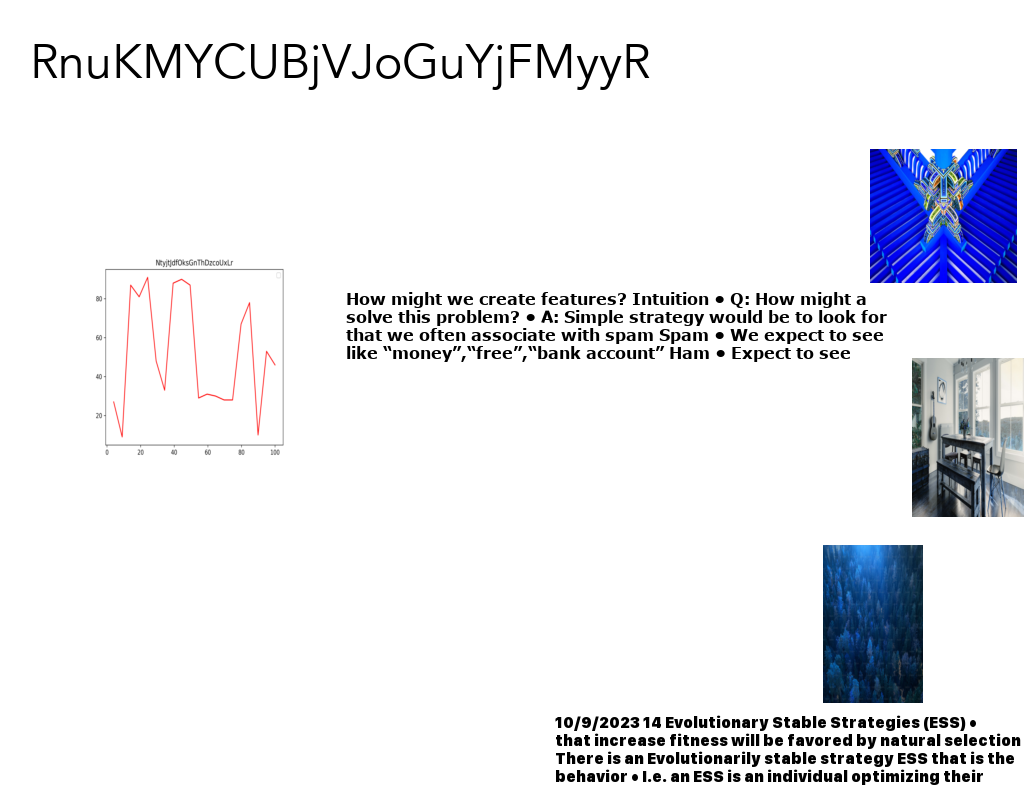 RnuKMYCUBjVJoGuYjFMyyR
NtyjtJdfOksGnThDzcoUxLr
80
60
40
20
0 20 40 60 80 100
How might we create features? Intuition • Q: How might a
solve this problem? • A: Simple strategy would be to look for
that we often associate with spam Spam • We expect to see
like “money”,“free”,“bank account” Ham • Expect to see
10/9/2023 14 Evolutionary Stable Strategies (ESS) •
that increase fitness will be favored by natural selection
There is an Evolutionarily stable strategy ESS that is the
behavior • I.e. an ESS is an individual optimizing their